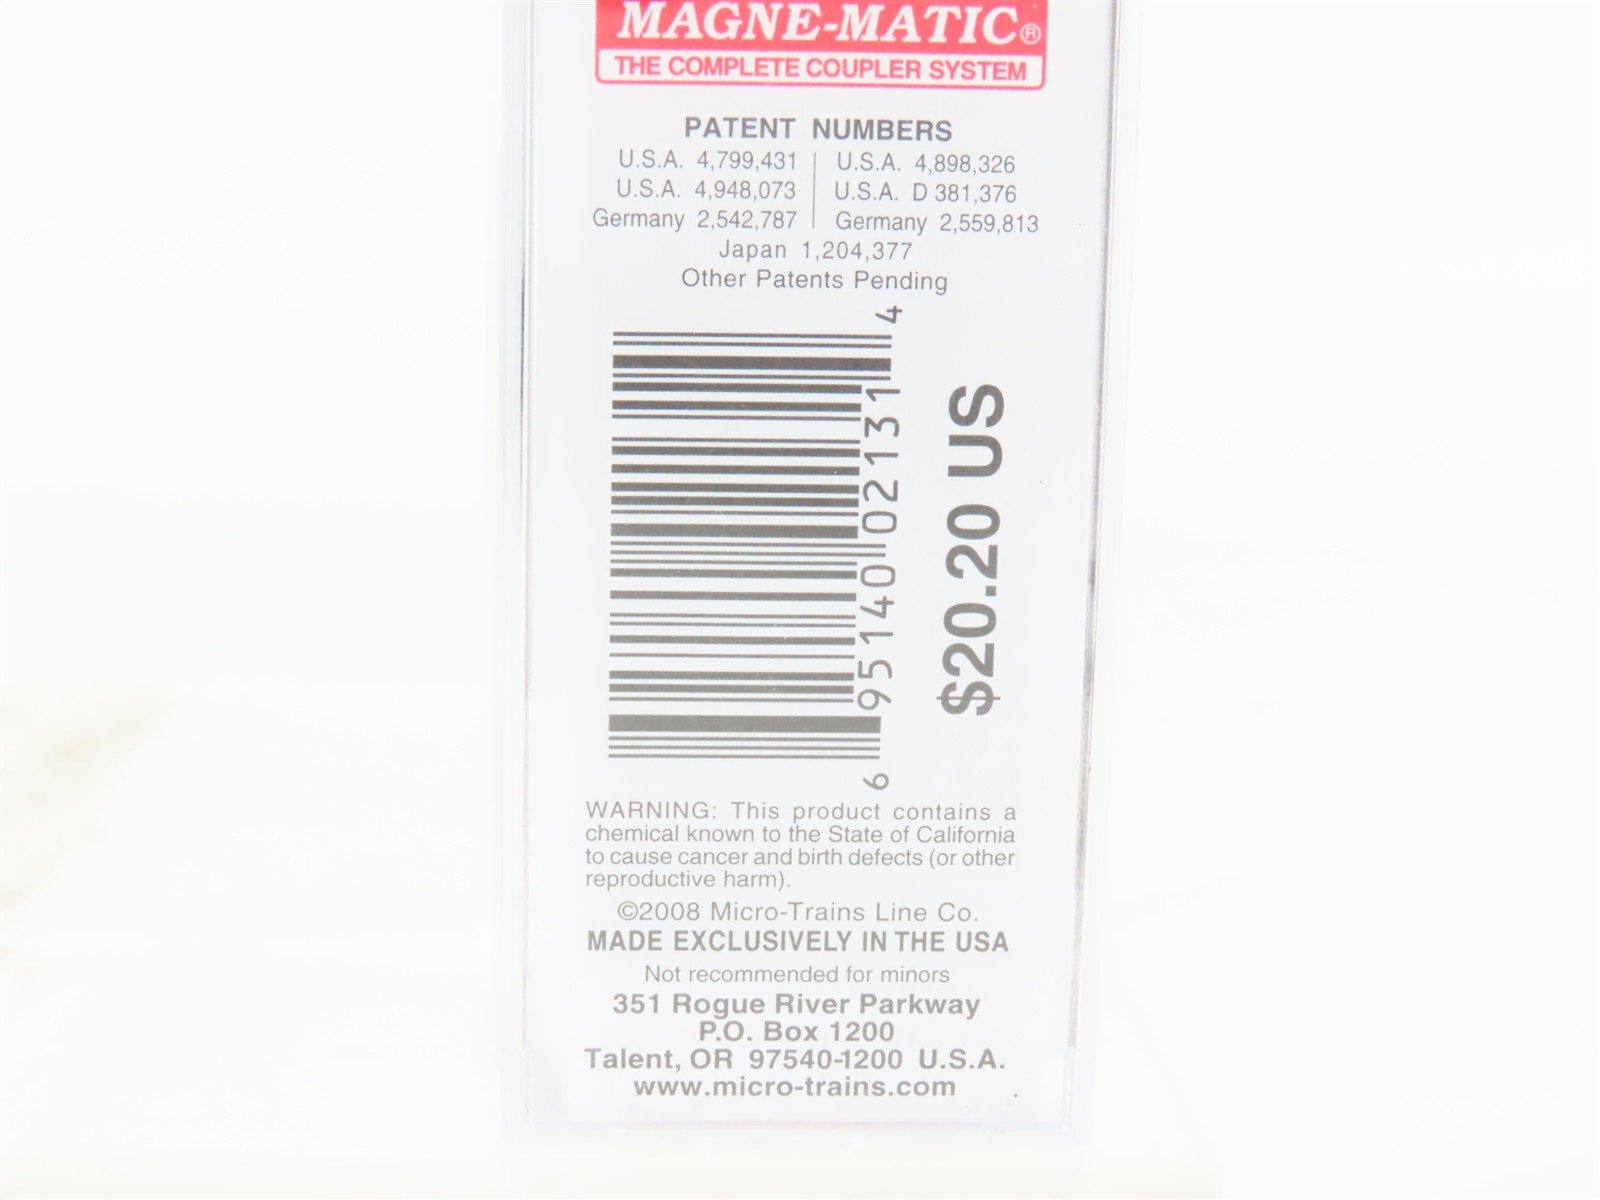 MAGNE-MATIC®
THE COMPLETE COUPLER SYSTEM
PATENT NUMBERS
U.S.A. 4,799,431 | U.S.A. 4,898,326
U.S.A. 4,948,073 | U.S.A. D 381,376
Germany 2,542,787 | Germany 2,559,813
Japan 1,204,377
Other Patents Pending
6 95140 02131 4
$20.20 US
WARNING: This product contains a
chemical known to the State of California
to cause cancer and birth defects (or other
reproductive harm).
©2008 Micro-Trains Line Co.
MADE EXCLUSIVELY IN THE USA
Not recommended for minors
351 Rogue River Parkway
P.O. Box 1200
Talent, OR 97540-1200 U.S.A.
www.micro-trains.com